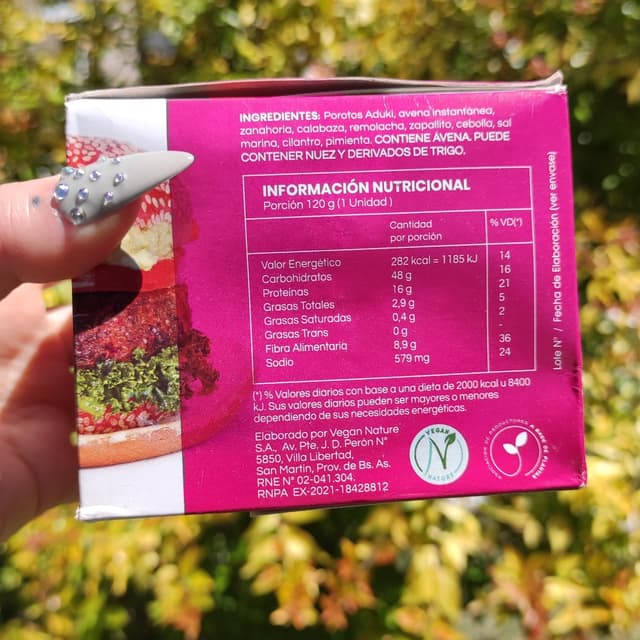 INGREDIENTES: Porotos Aduki, avena instantánea,
zanahoria, calabaza, remolacha, zapallito, cebolla, sal
marina, cilantro, pimienta. CONTIENE AVENA. PUEDE
CONTENER NUEZ Y DERIVADOS DE TRIGO.
INFORMACIÓN NUTRICIONAL
Porción 120 g (1 Unidad )
Cantidad por porción % VD(*)
Valor Energético 282 kcal = 1185 kJ 14
Carbohidratos 48 g 16
Proteinas 16 g 21
Grasas Totales 2,9 g 5
Grasas Saturadas 0,4 g 2
Grasas Trans 0 g -
Fibra Alimentaria 8,9 g 36
Sodio 579 mg 24
(*) % Valores diarios con base a una dieta de 2000 kcal u 8400
kJ. Sus valores diarios pueden ser mayores o menores
dependiendo de sus necesidades energéticas.
Elaborado por Vegan Nature
S.A., Av. Pte. J. D. Perón N°
5850, Villa Libertad,
San Martin, Prov. de Bs. As.
RNE N° 02-041.304.
RNPA EX-2021-18428812
VEGAN
N
NATURE
Lote N° / Fecha de Elaboración (ver envase)